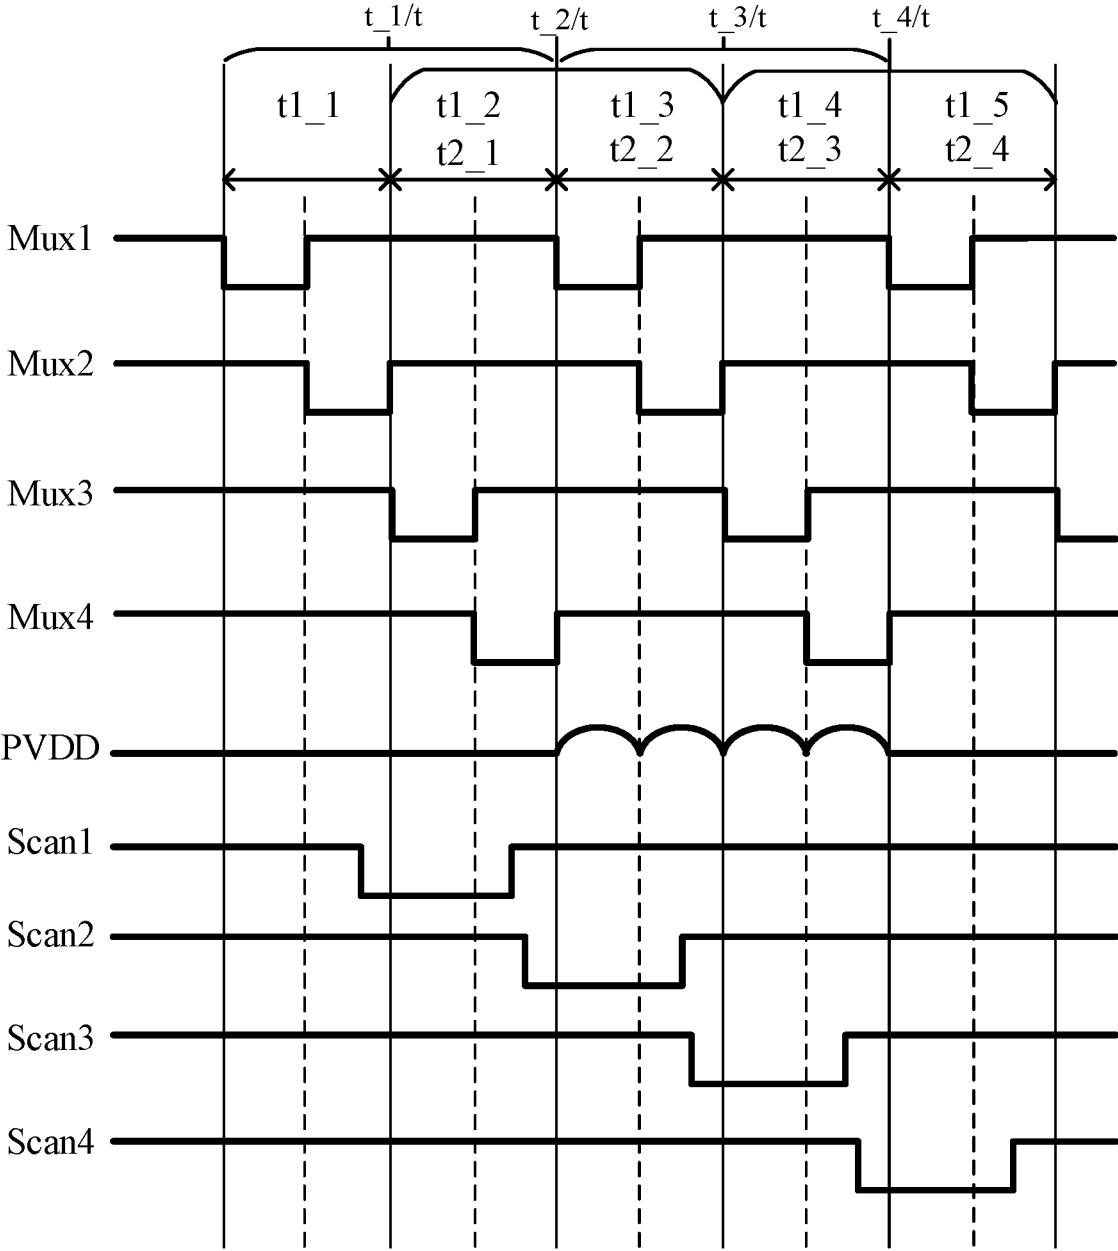 t_1/t t_2/t t_3/t t_4/t
t1_1 t1_2 t1_3 t1_4 t1_5
t2_1 t2_2 t2_3 t2_4
Mux1
Mux2
Mux3
Mux4
PVDD
Scan1
Scan2
Scan3
Scan4